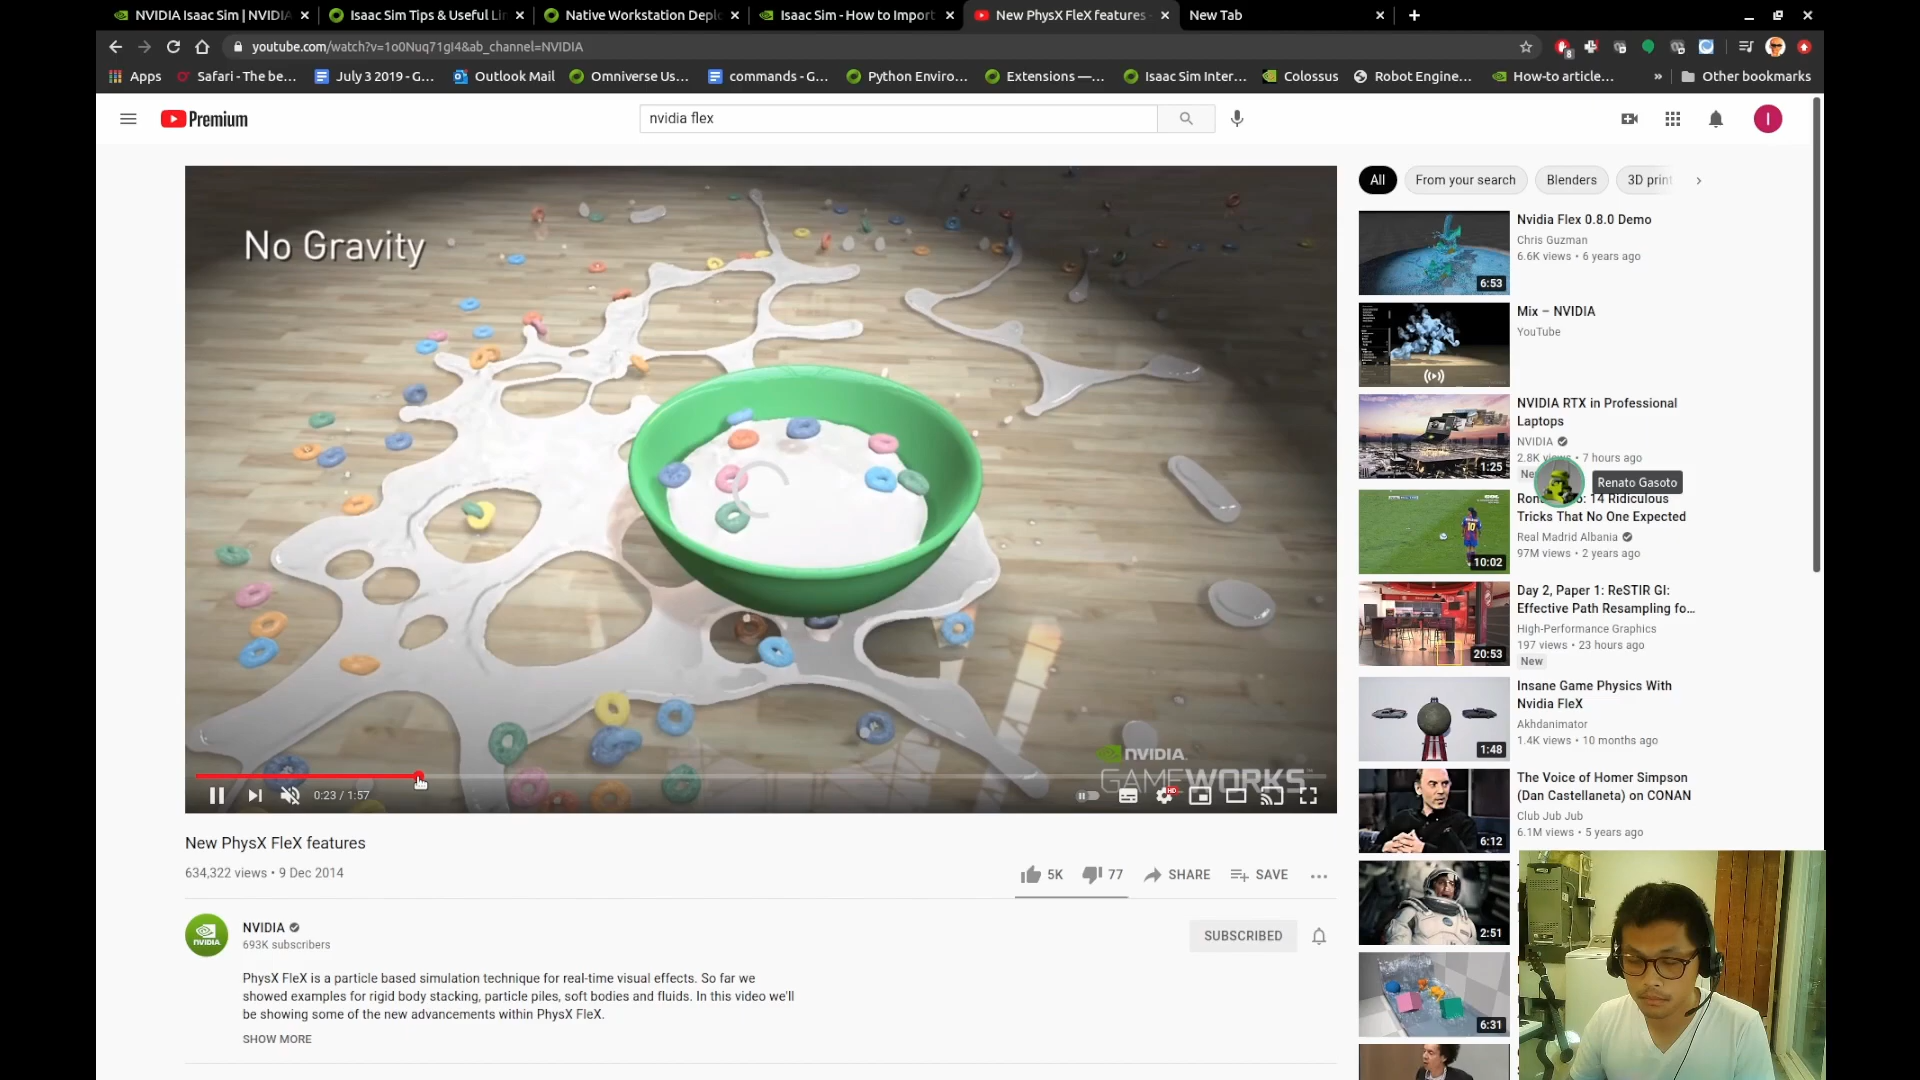 NVIDIA Isaac Sim | NVIDIA
Isaac Sim Tips & Useful Li
Native Workstation Deplo
Isaac Sim - How to Import
New PhysX FleX features -
New Tab
youtube.com/watch?v=1o0Nuq71gI4&ab_channel=NVIDIA
8
Apps
Safari - The be...
July 3 2019 - G...
Outlook Mail
Omniverse Us...
commands - G...
Python Enviro...
Extensions —...
Isaac Sim Inter...
Colossus
Robot Engine...
How-to article...
»
Other bookmarks
Premium
nvidia flex
I
No Gravity
NVIDIA.
GAMEWORKS
0:23 / 1:57
HD
New PhysX FleX features
634,322 views • 9 Dec 2014
5K
77
SHARE
SAVE
NVIDIA
693K subscribers
SUBSCRIBED
PhysX FleX is a particle based simulation technique for real-time visual effects. So far we
showed examples for rigid body stacking, particle piles, soft bodies and fluids. In this video we'll
be showing some of the new advancements within PhysX FleX.
SHOW MORE
All
From your search
Blenders
3D print
Nvidia Flex 0.8.0 Demo
Chris Guzman
6.6K views • 6 years ago
6:53
Mix – NVIDIA
YouTube
NVIDIA RTX in Professional
Laptops
NVIDIA
2.8K views • 7 hours ago
1:25
Renato Gasoto
14 Ridiculous
Tricks That No One Expected
Real Madrid Albania
97M views • 2 years ago
10:02
Day 2, Paper 1: ReSTIR GI:
Effective Path Resampling fo...
High-Performance Graphics
197 views • 23 hours ago
20:53
New
Insane Game Physics With
Nvidia FleX
Akhdanimator
1.4K views • 10 months ago
1:48
The Voice of Homer Simpson
(Dan Castellaneta) on CONAN
Club Jub Jub
6.1M views • 5 years ago
6:12
2:51
6:31